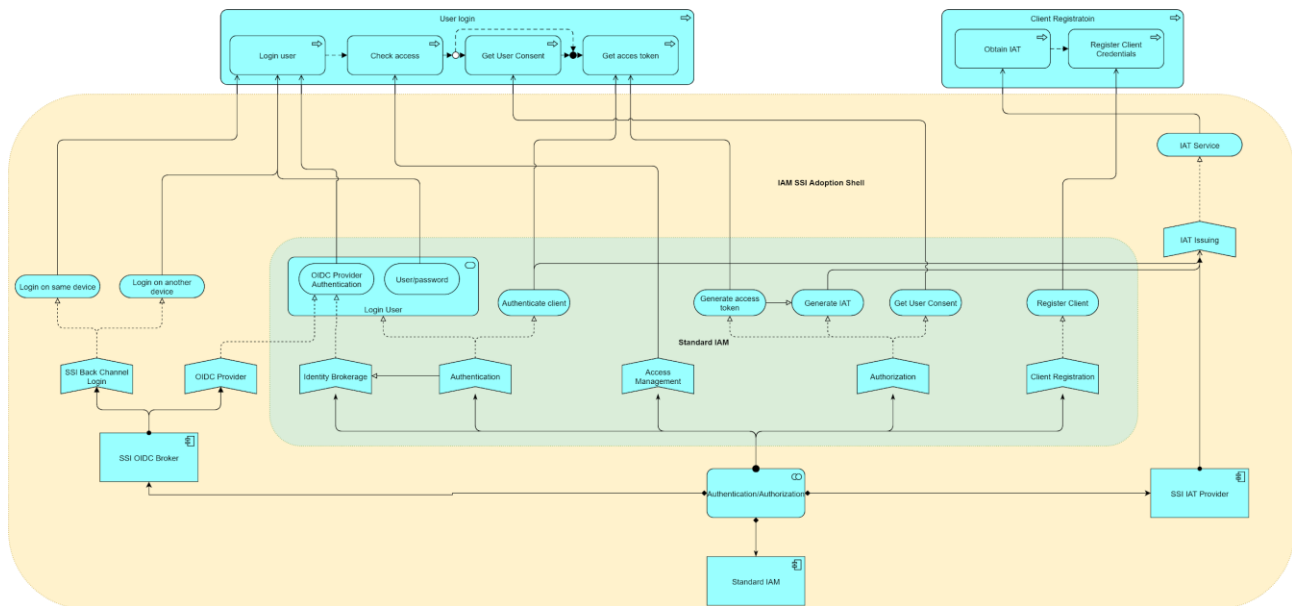 User login
Client Registratoin
Login user
Check access
Get User Consent
Get acces token
Obtain IAT
Register Client
Credentials
IAT Service
IAM SSI Adoption Shell
IAT Issuing
Login on same device
Login on another
device
OIDC Provider
Authentication
User/password
Login User
Authenticate client
Generate access
token
Generate IAT
Get User Consent
Register Client
Standard IAM
SSI Back Channel
Login
OIDC Provider
Identity Brokerage
Authentication
Access
Management
Authorization
Client Registration
SSI OIDC Broker
Authentication/Authorization
SSI IAT Provider
Standard IAM